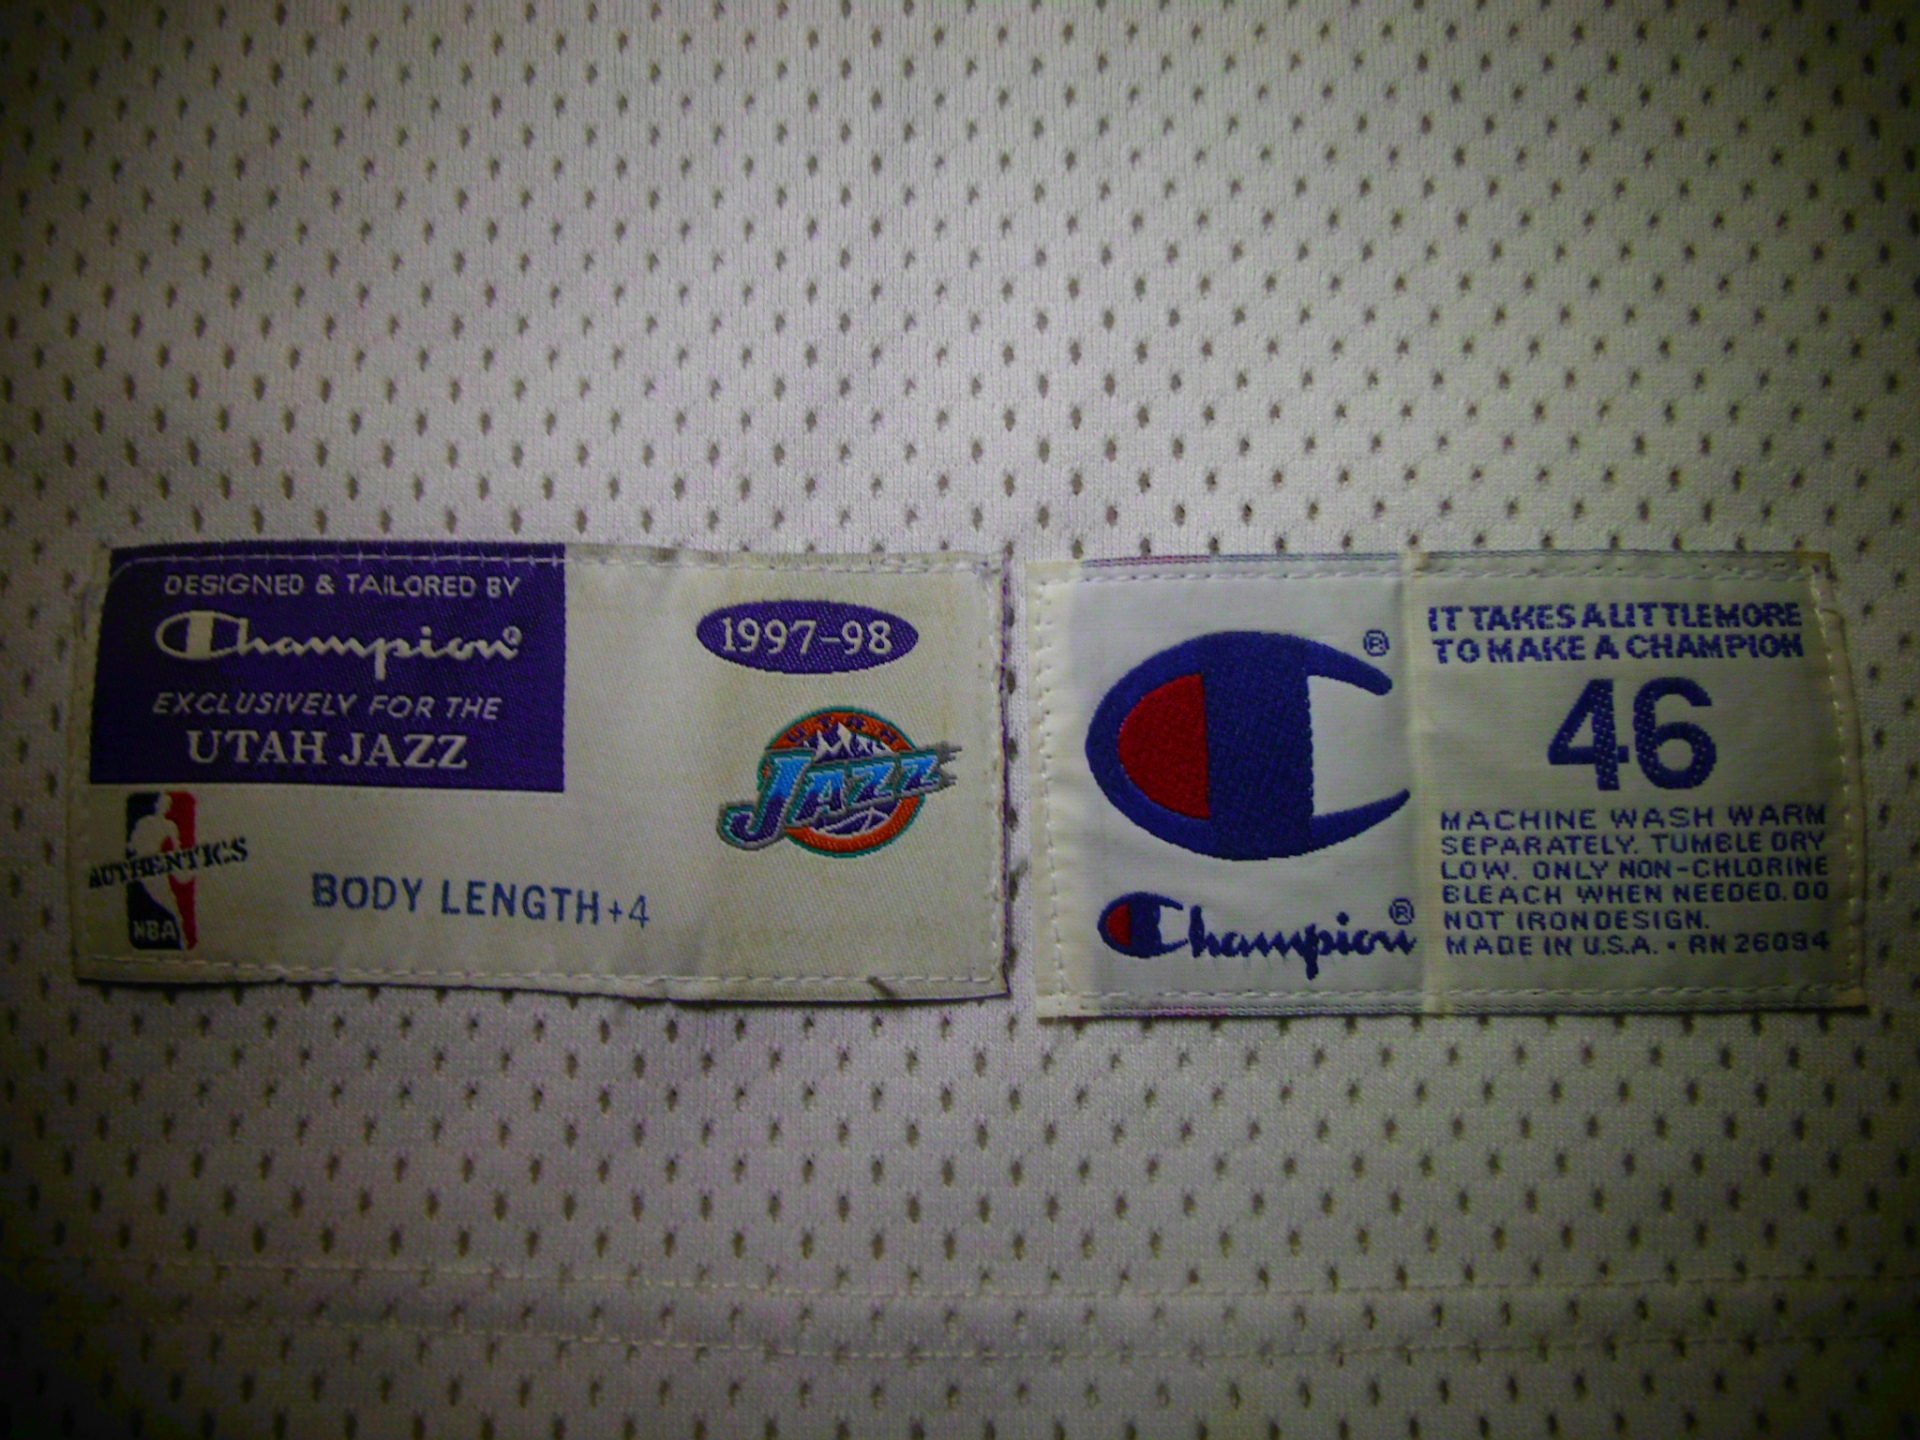 DESIGNED & TAILORED BY
Champion®
EXCLUSIVELY FOR THE
UTAH JAZZ
AUTHENTICS
NBA
BODY LENGTH +4
1997-98
UTAH
JAZZ
®
Champion®
IT TAKES A LITTLE MORE
TO MAKE A CHAMPION
46
MACHINE WASH WARM
SEPARATELY. TUMBLE DRY
LOW. ONLY NON-CHLORINE
BLEACH WHEN NEEDED. DO
NOT IRON DESIGN.
MADE IN U.S.A. • RN 26094